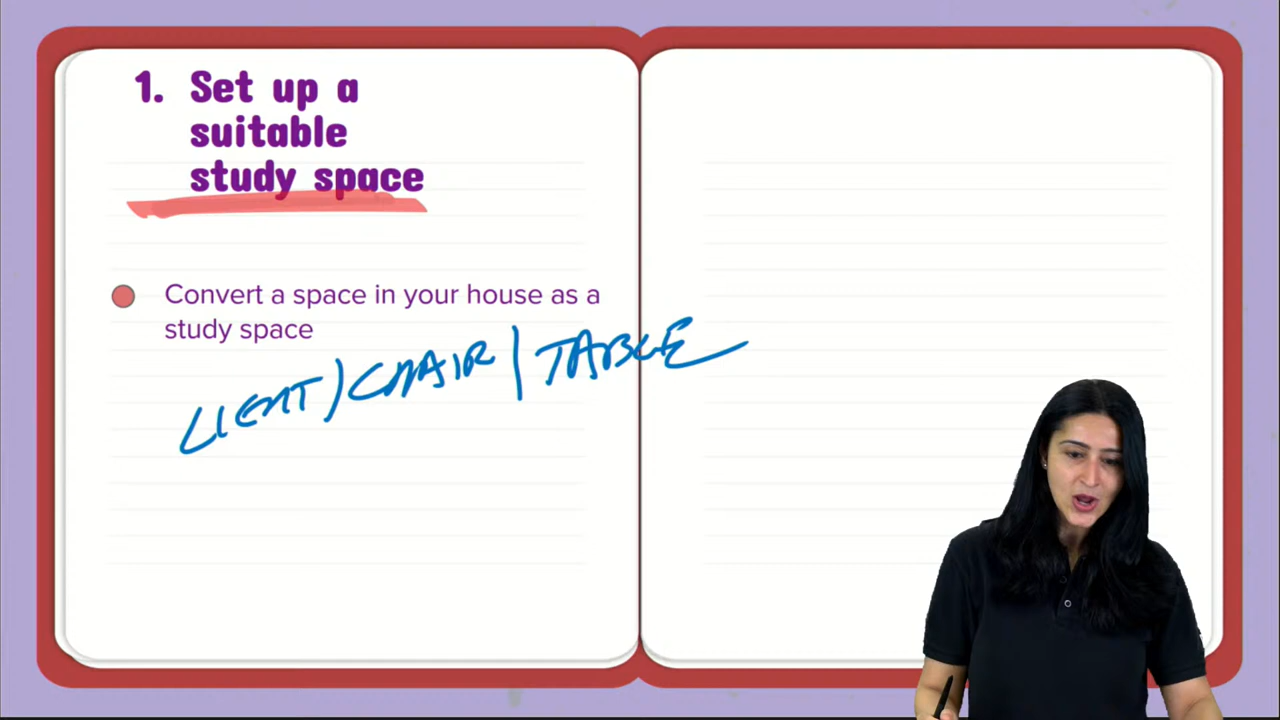 1. Set up a
suitable
study space
Convert a space in your house as a
study space
LIGHT / CHAIR / TABLE